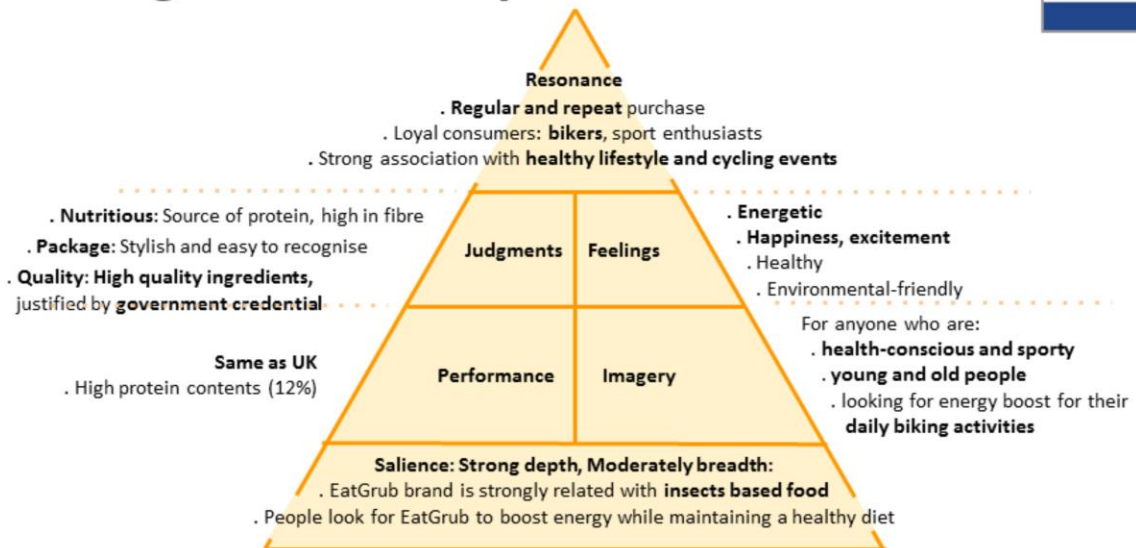 Resonance
. Regular and repeat purchase
. Loyal consumers: bikers, sport enthusiasts
. Strong association with healthy lifestyle and cycling events
. Nutritious: Source of protein, high in fibre
. Package: Stylish and easy to recognise
. Quality: High quality ingredients,
justified by government credential
Judgments
Feelings
. Energetic
. Happiness, excitement
. Healthy
. Environmental-friendly
Same as UK
. High protein contents (12%)
Performance
Imagery
For anyone who are:
. health-conscious and sporty
. young and old people
. looking for energy boost for their
daily biking activities
Salience: Strong depth, Moderately breadth:
. EatGrub brand is strongly related with insects based food
. People look for EatGrub to boost energy while maintaining a healthy diet